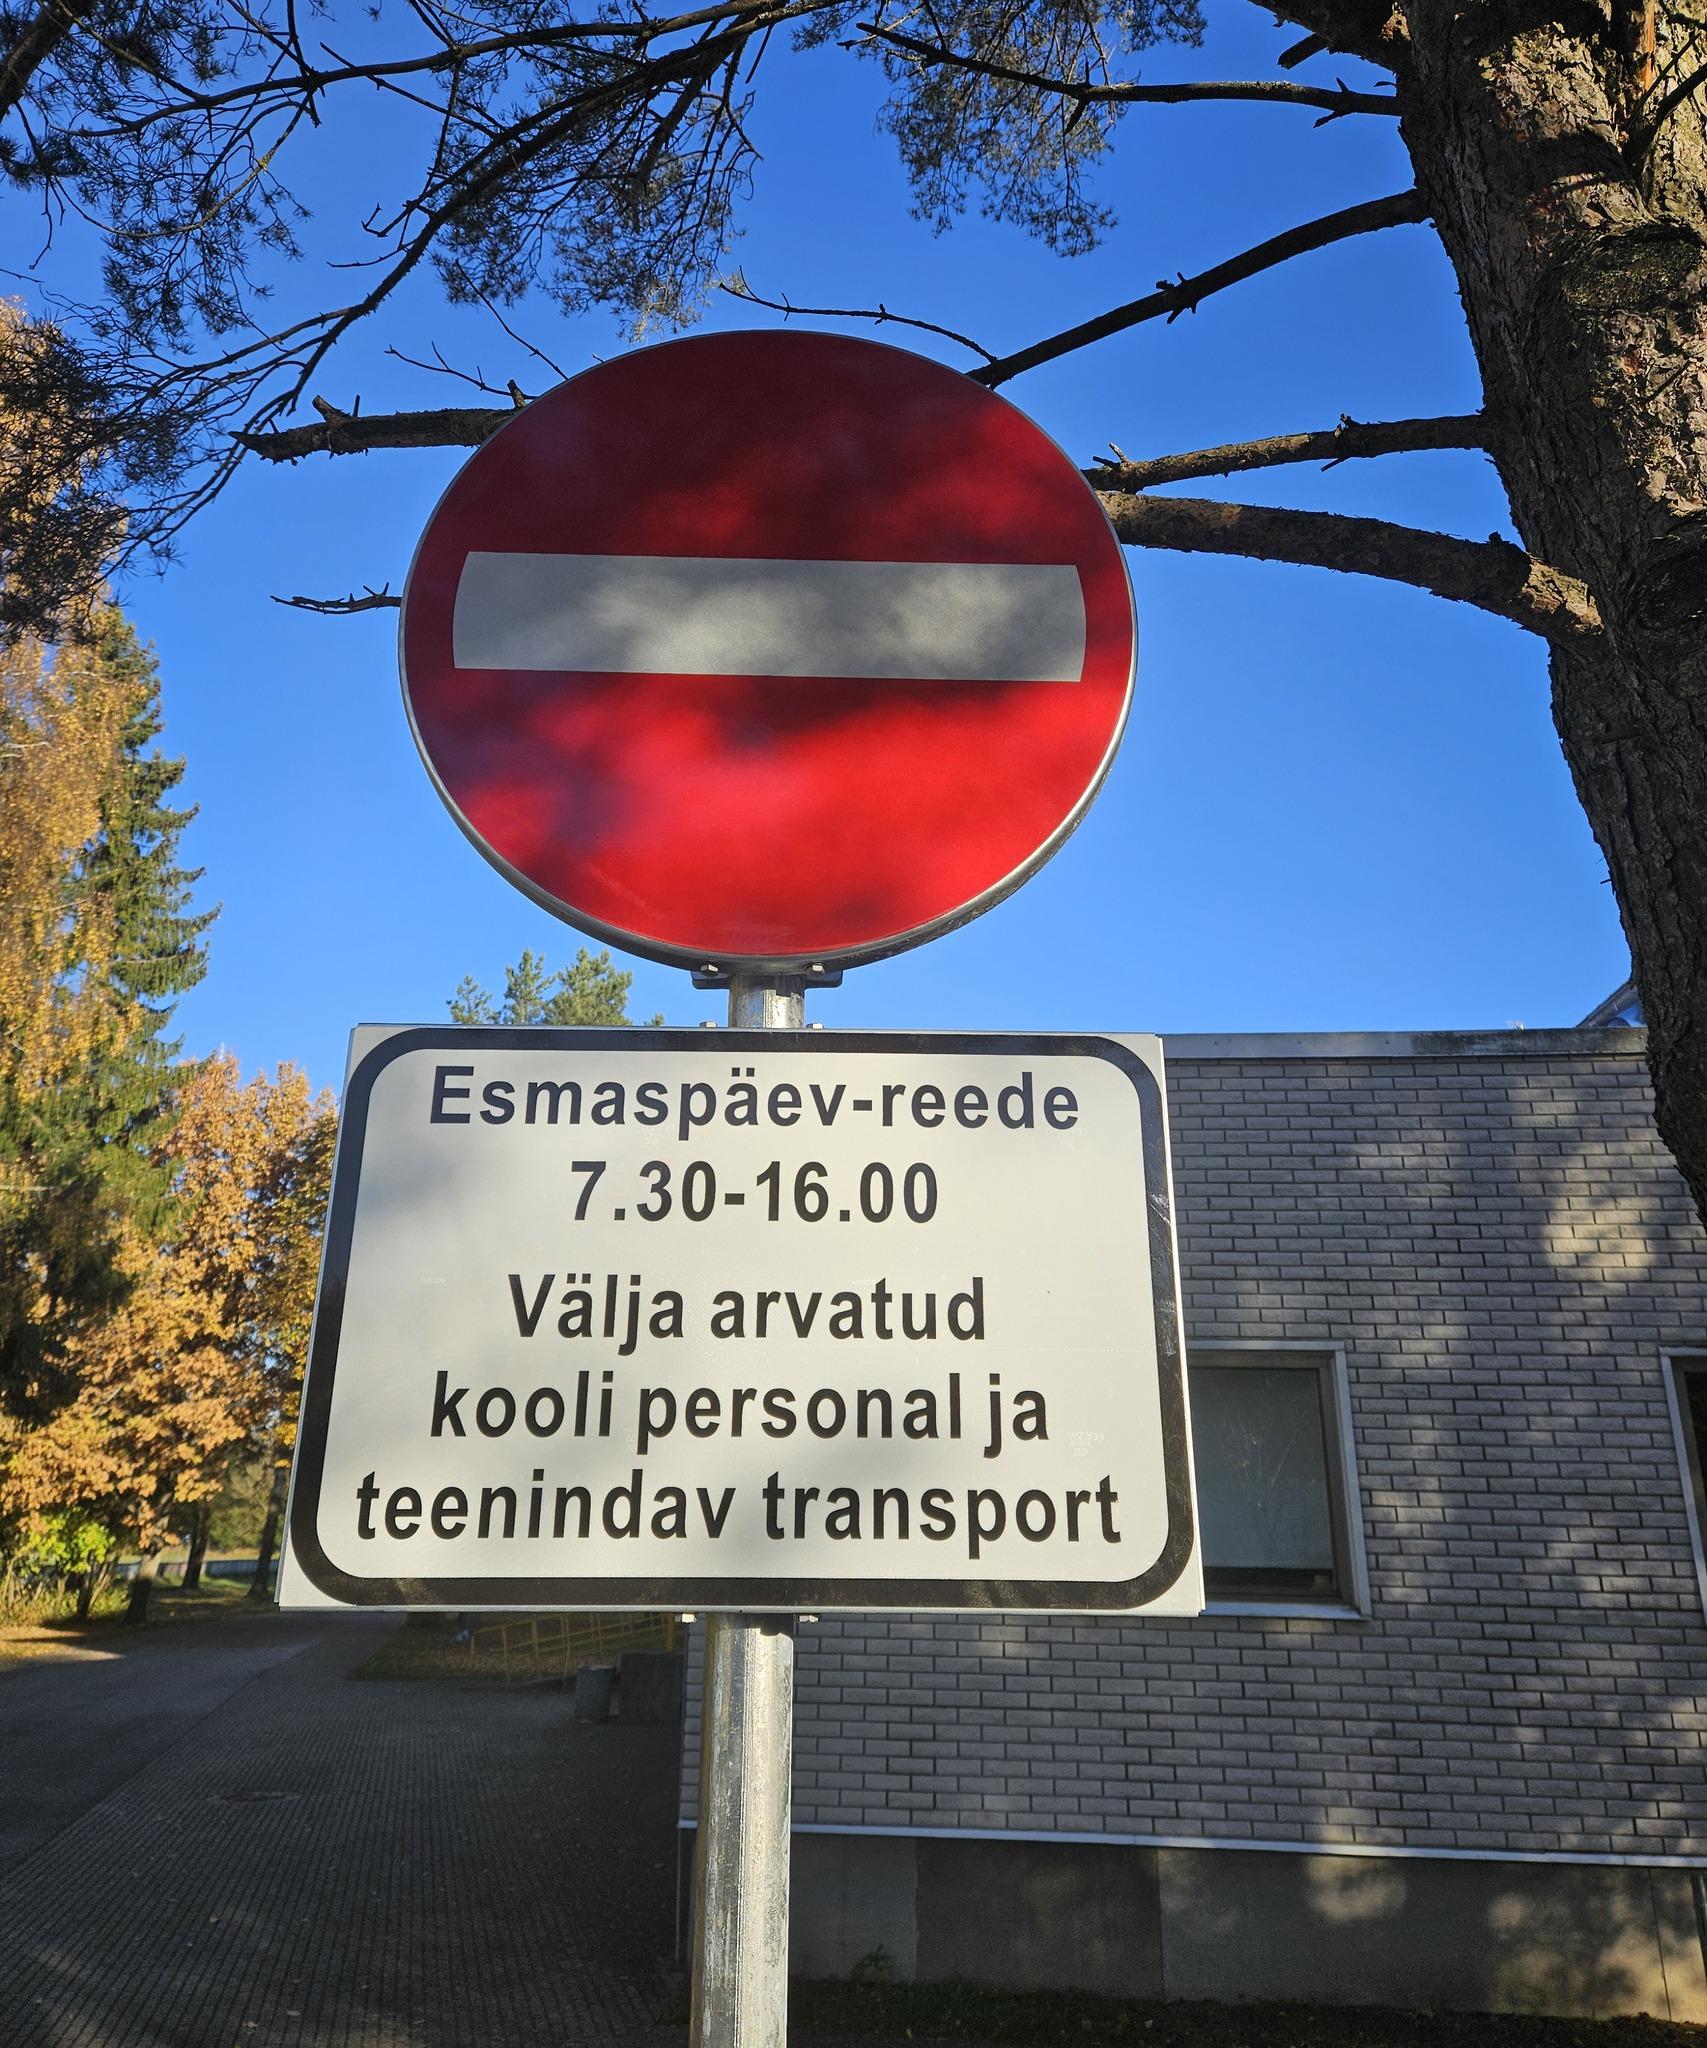 Esmaspäev-reede
7.30-16.00
Välja arvatud
kooli personal ja
teenindav transport